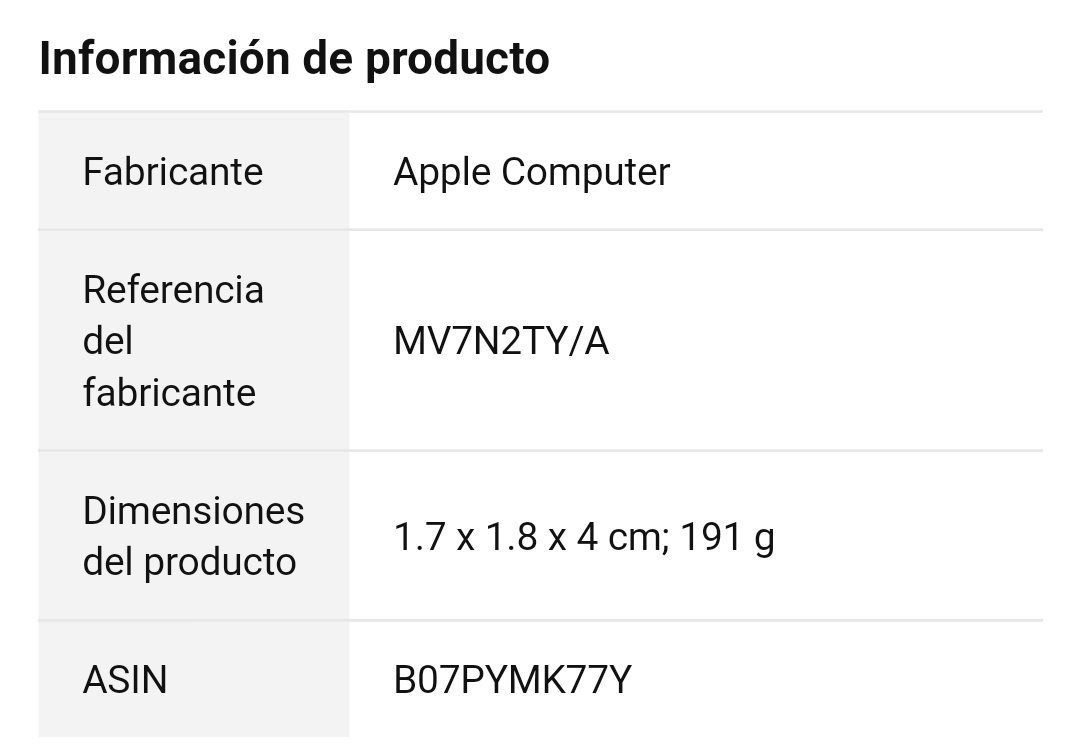 Información de producto
Fabricante
Apple Computer
Referencia
del
fabricante
MV7N2TY/A
Dimensiones
del producto
1.7 x 1.8 x 4 cm; 191 g
ASIN
B07PYMK77Y